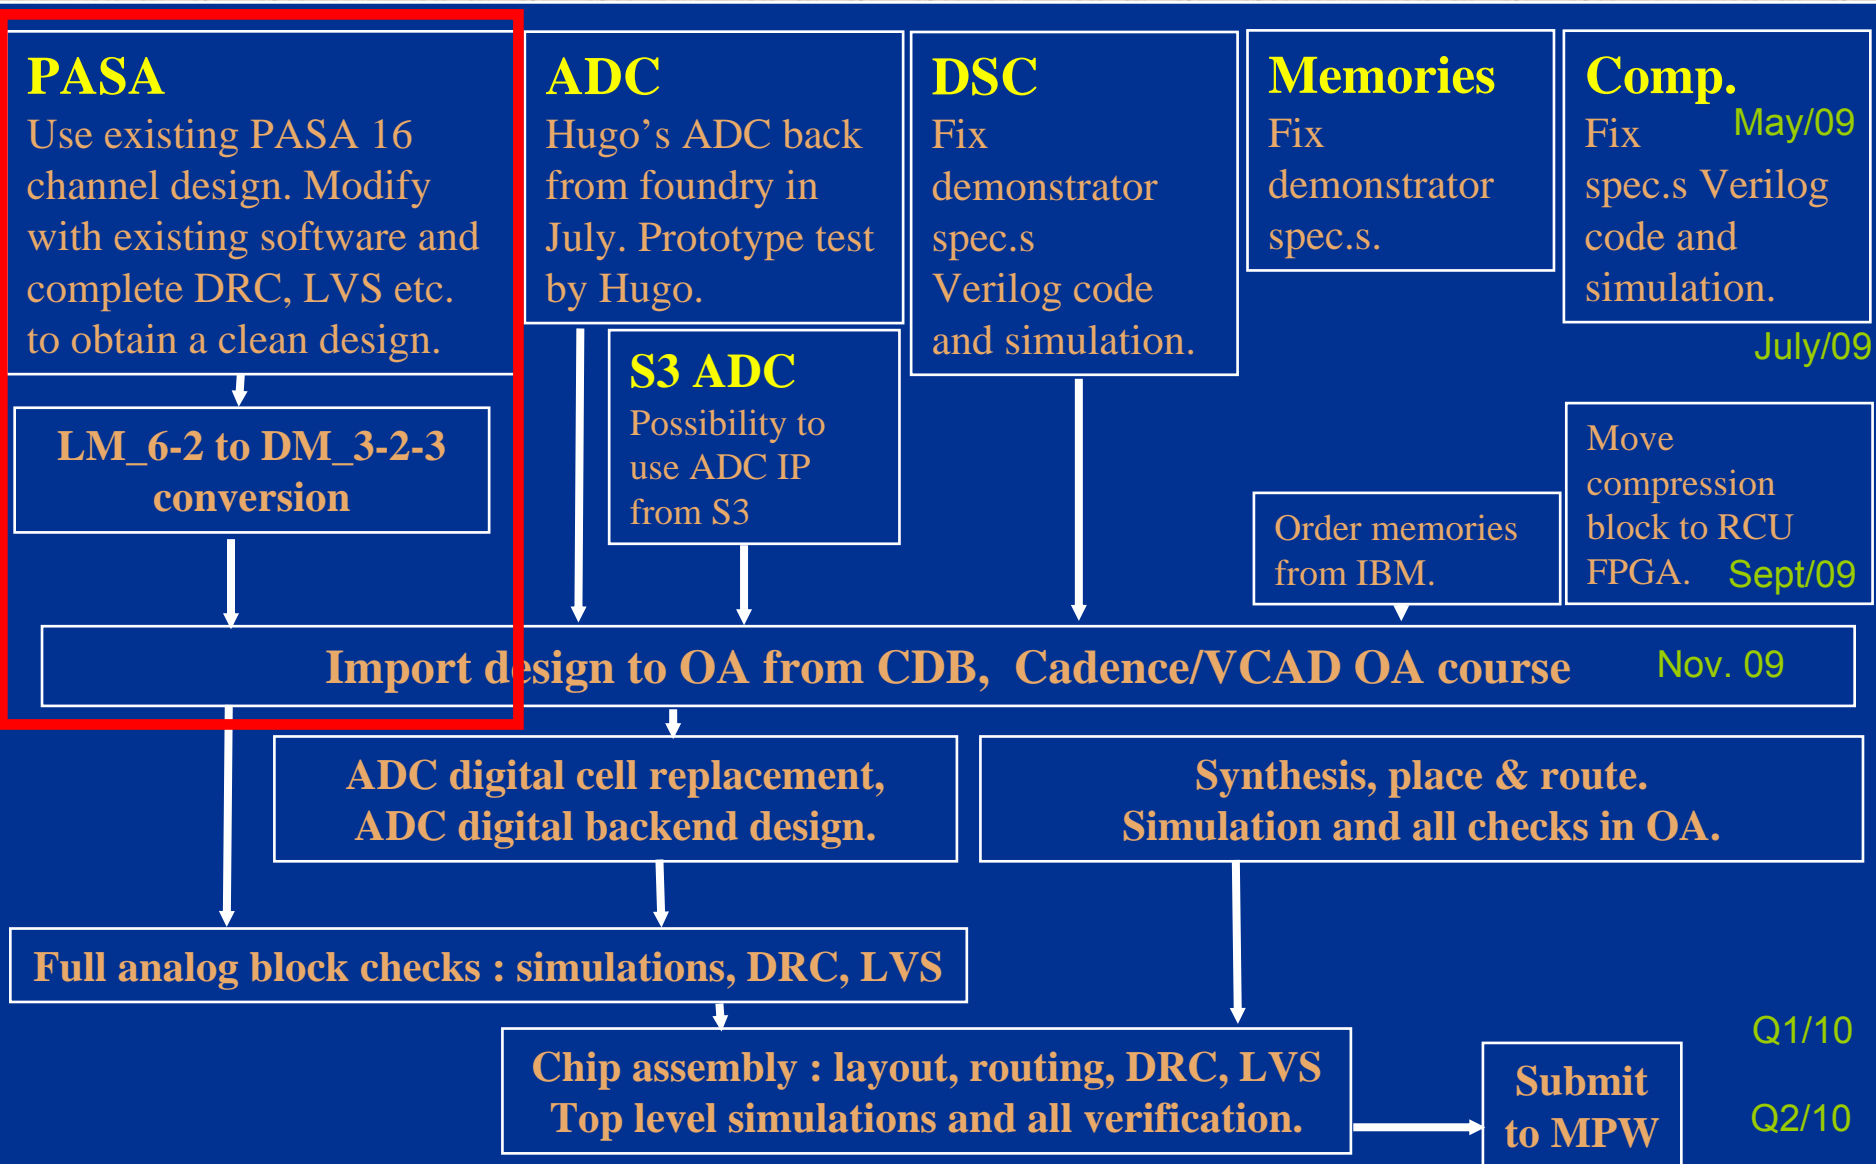 PASA
Use existing PASA 16
channel design. Modify
with existing software and
complete DRC, LVS etc.
to obtain a clean design.
LM_6-2 to DM_3-2-3
conversion
ADC
Hugo’s ADC back
from foundry in
July. Prototype test
by Hugo.
S3 ADC
Possibility to
use ADC IP
from S3
DSC
Fix
demonstrator
spec.s
Verilog code
and simulation.
Memories
Fix
demonstrator
spec.s.
Order memories
from IBM.
Comp.
May/09
Fix
spec.s Verilog
code and
simulation.
July/09
Move
compression
block to RCU
FPGA.
Sept/09
Import design to OA from CDB, Cadence/VCAD OA course
Nov. 09
ADC digital cell replacement,
ADC digital backend design.
Synthesis, place & route.
Simulation and all checks in OA.
Full analog block checks : simulations, DRC, LVS
Chip assembly : layout, routing, DRC, LVS
Top level simulations and all verification.
Q1/10
Submit
to MPW
Q2/10